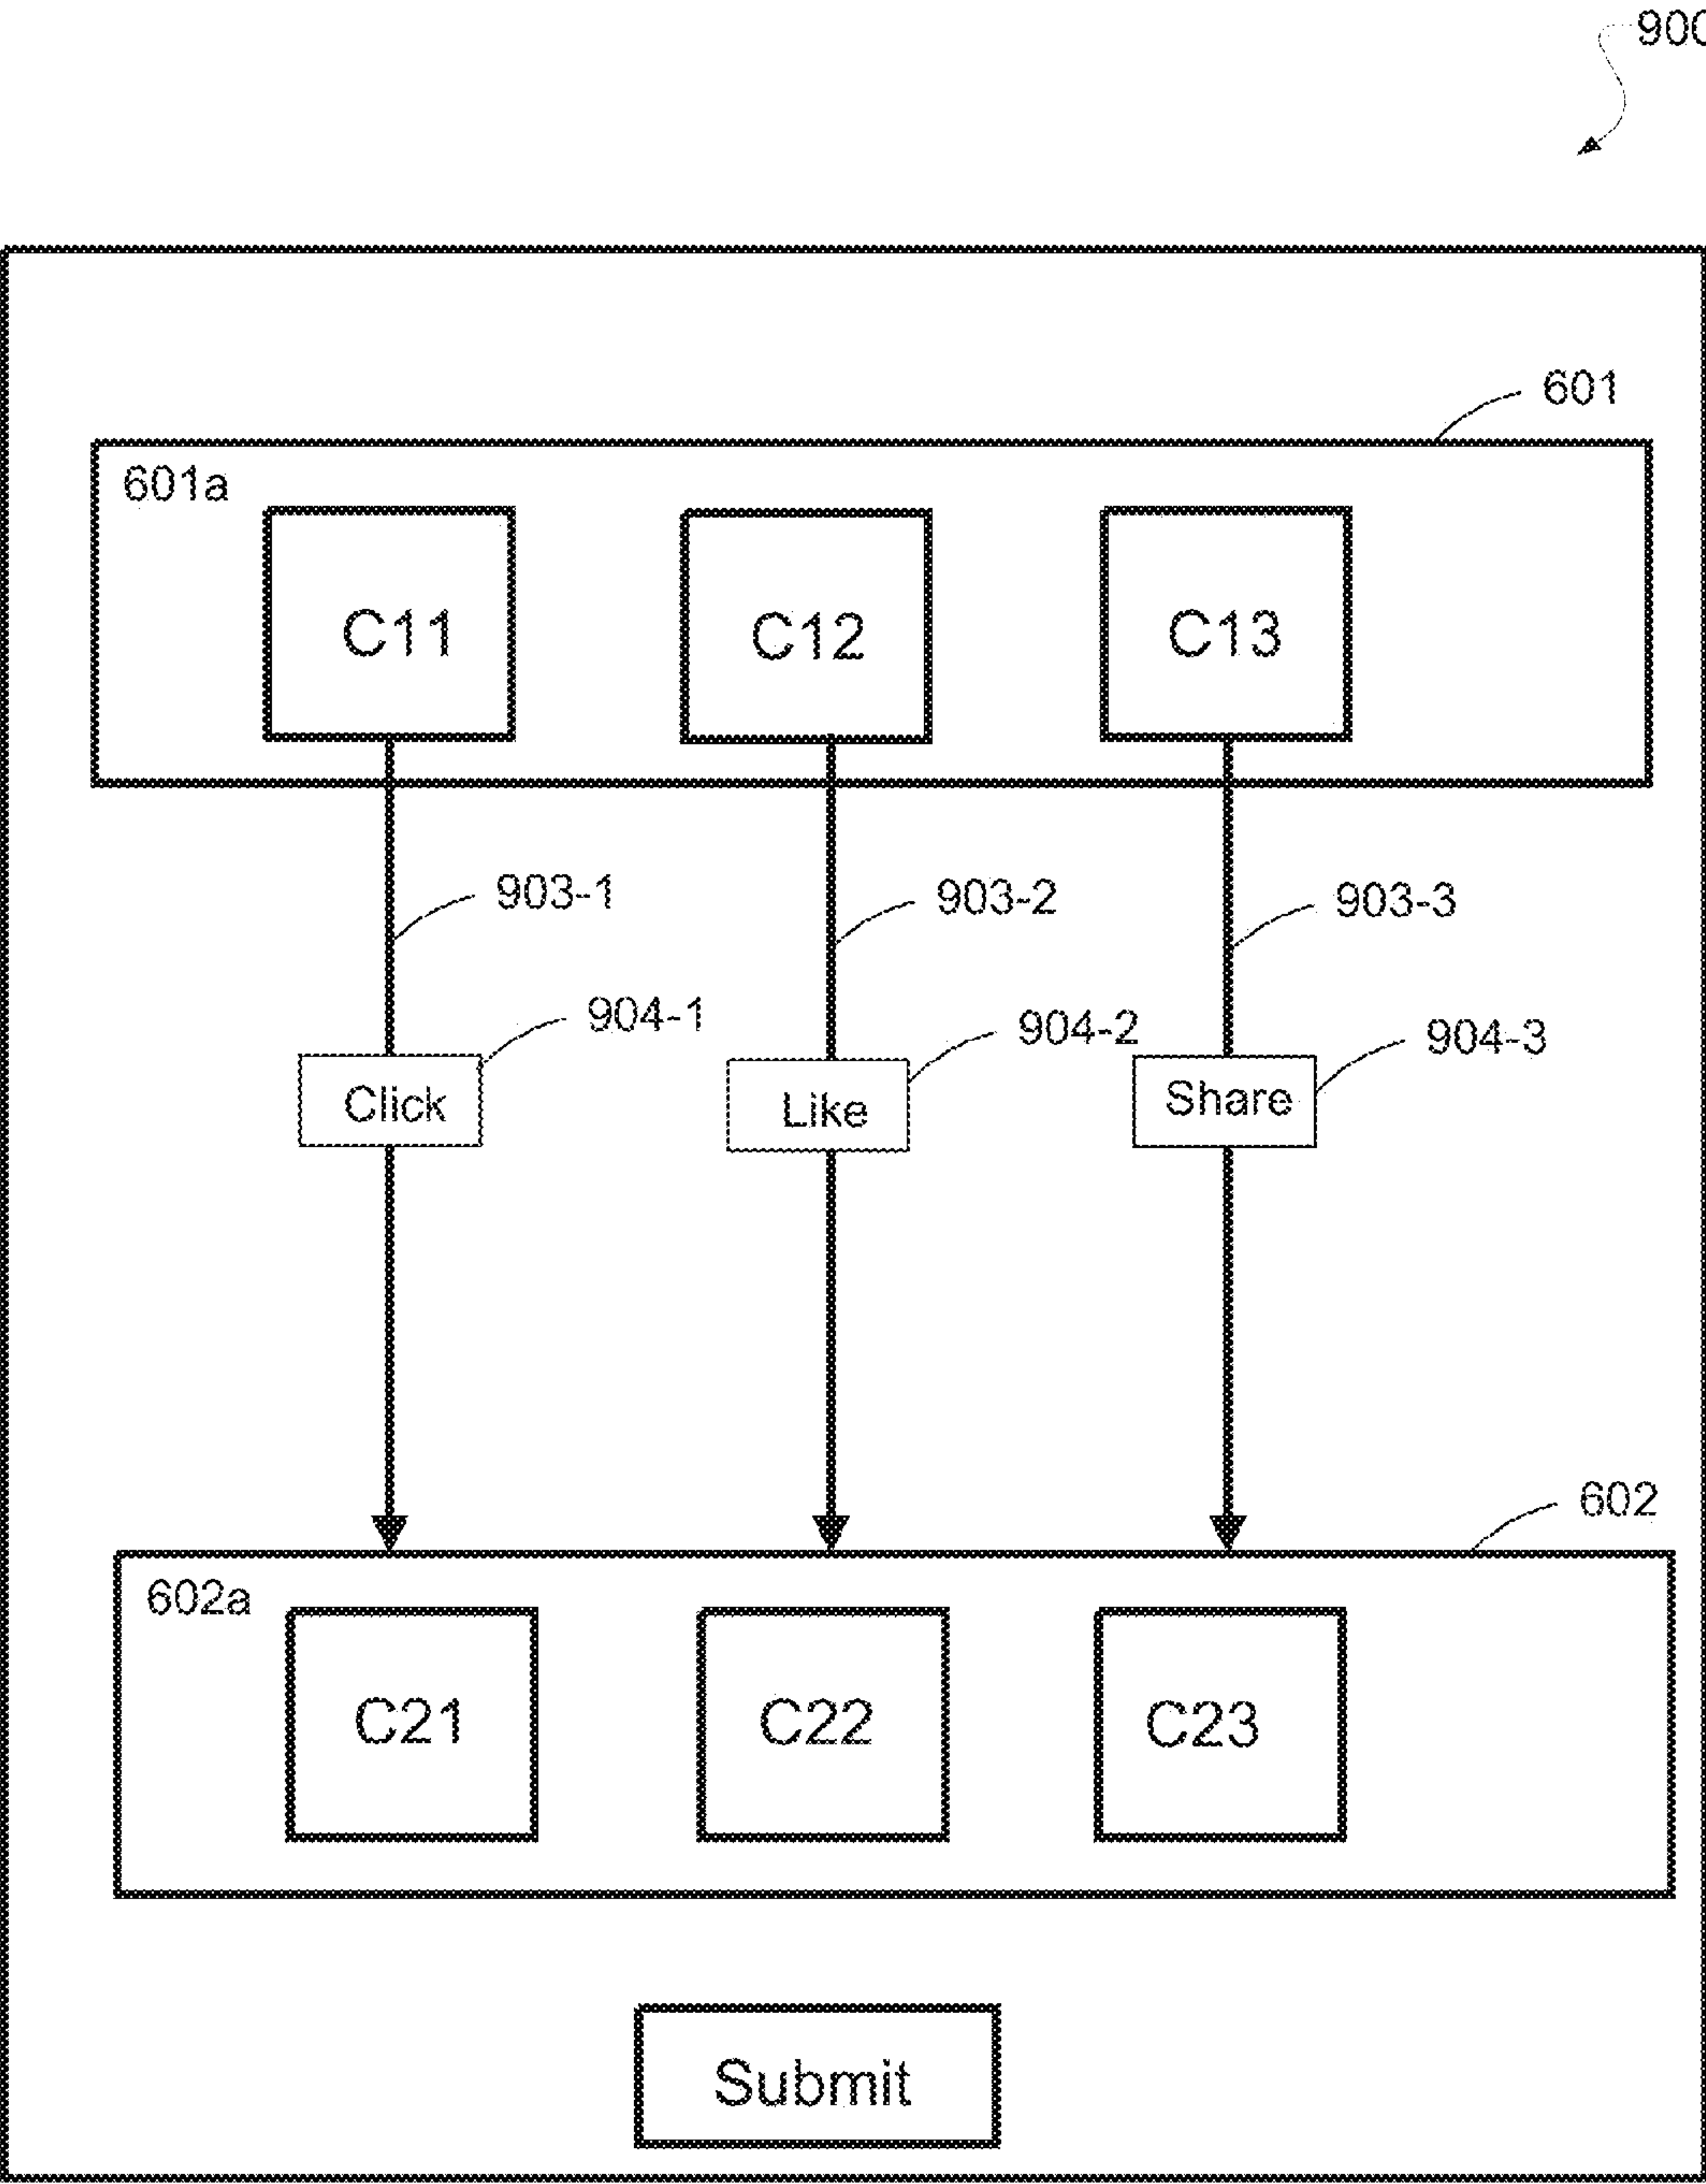 900
601
601a
C11 C12 C13
903-1 903-2 903-3
904-1 904-2 904-3
Click Like Share
602
602a
C21 C22 C23
Submit